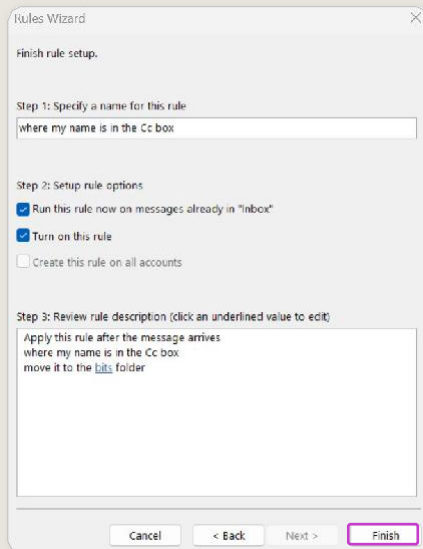 Rules Wizard
Finish rule setup.
Step 1: Specify a name for this rule
where my name is in the Cc box
Step 2: Setup rule options
Run this rule now on messages already in "Inbox"
Turn on this rule
Create this rule on all accounts
Step 3: Review rule description (click an underlined value to edit)
Apply this rule after the message arrives
where my name is in the Cc box
move it to the bits folder
Cancel < Back Next > Finish